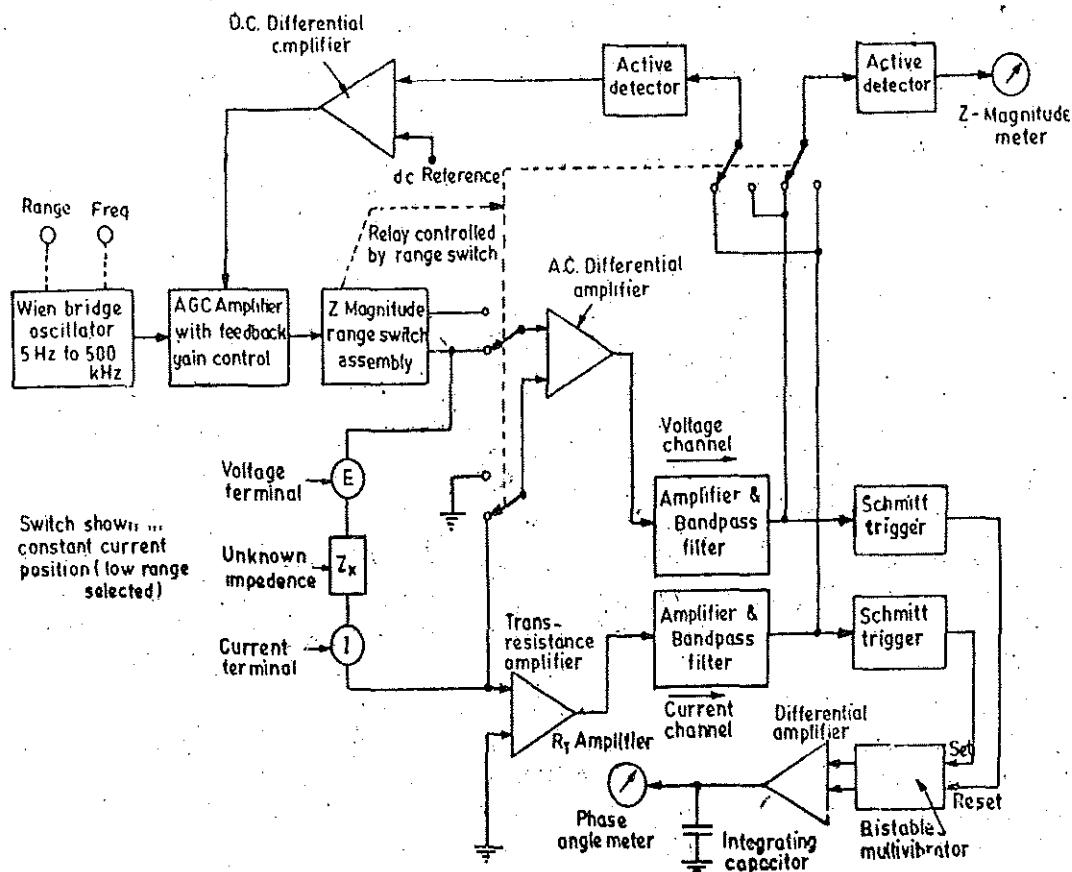 D.C. Differential
amplifier
Active
detector
Active
detector
Z-Magnitude
meter
dc Reference
Range
Freq
Relay controlled
by range switch
A.C. Differential
amplifier
Wien bridge
oscillator
5 Hz to 500
kHz
AGC Amplifier
with feedback
gain control
Z Magnitude
range switch
assembly
Voltage
channel
Voltage
terminal
E
Amplifier &
Bandpass
filter
Schmitt
trigger
Switch shown in
constant current
position (low range
selected)
Unknown
impedence
Zx
Trans-
resistance
amplifier
Amplifier &
Bandpass
filter
Schmitt
trigger
Current
terminal
I
Current
channel
RT Amplifier
Differential
amplifier
Set
Reset
Phase
angle meter
Integrating
capacitor
Bistable
multivibrator